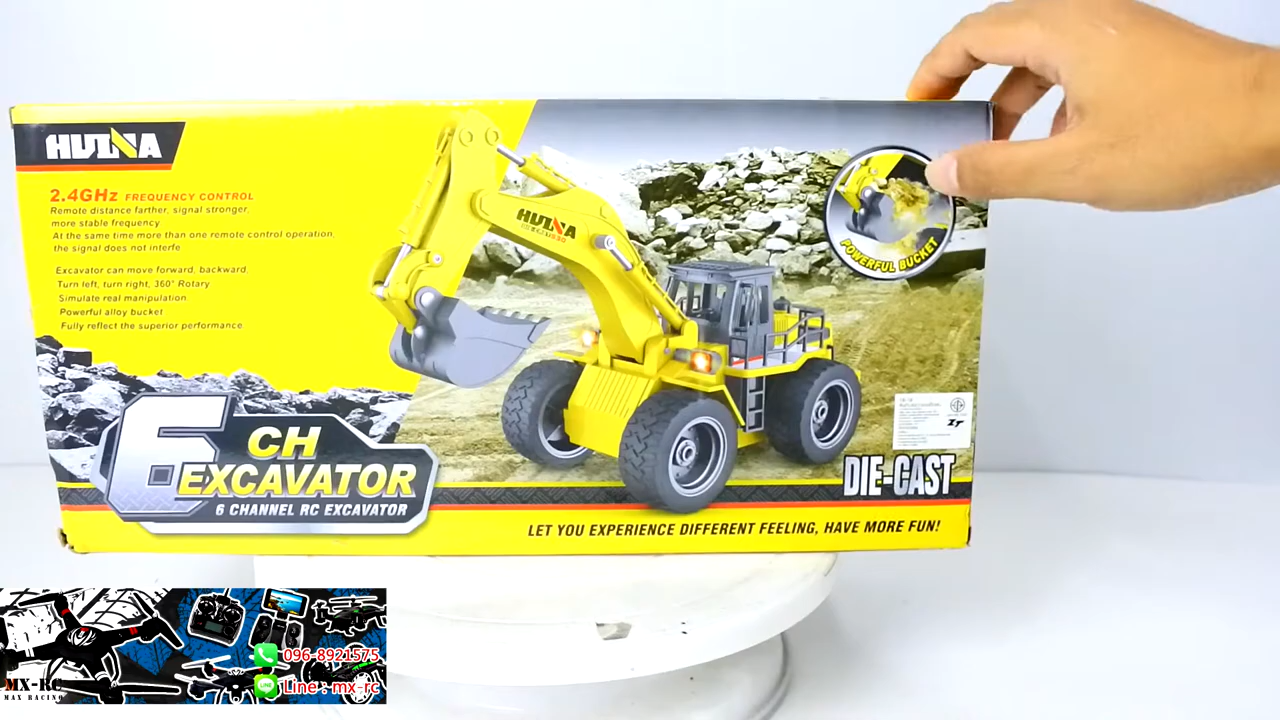 HUINA
2.4GHz FREQUENCY CONTROL
Remote distance farther, signal stronger,
more stable frequency
At the same time more than one remote control operation,
the signal does not interfe
Excavator can move forward, backward,
Turn left, turn right, 360° Rotary
Simulate real manipulation
Powerful alloy bucket
Fully reflect the superior performance
HUINA
POWERFUL BUCKET
6 CH
EXCAVATOR
6 CHANNEL RC EXCAVATOR
DIE-CAST
LET YOU EXPERIENCE DIFFERENT FEELING, HAVE MORE FUN!
096-8921575
Line : mx-rc
MX-RC
MAX RACING